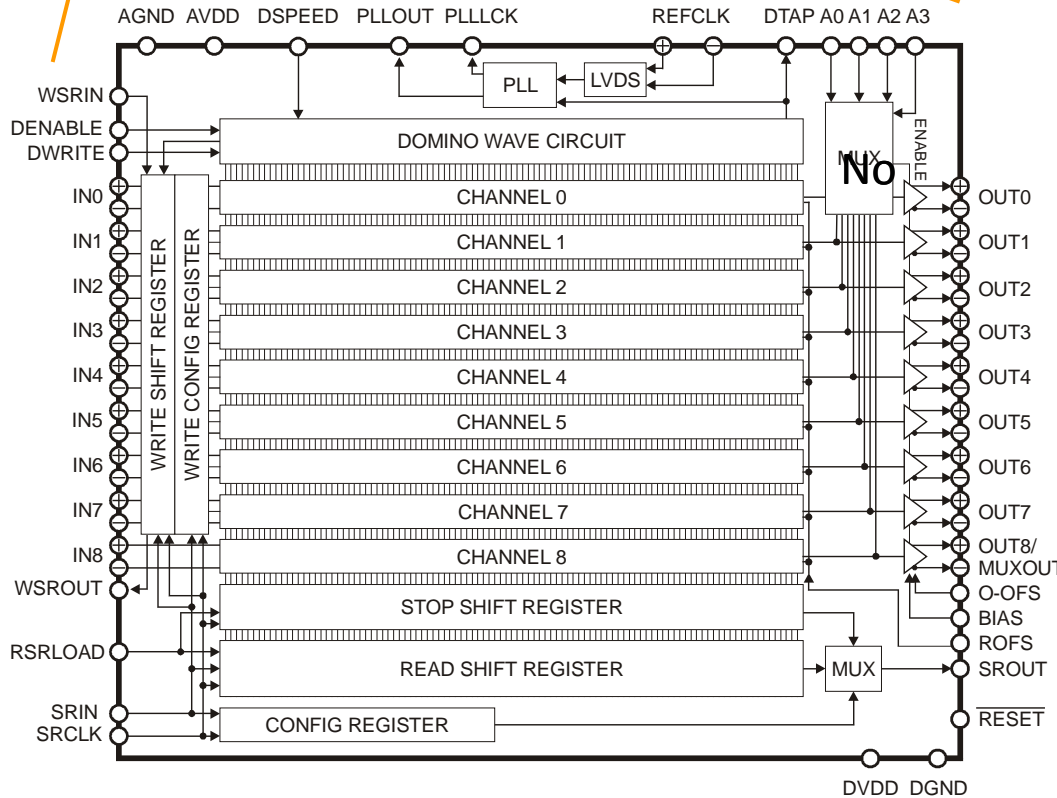 AGND AVDD DSPEED PLLOUT PLLLCK REFCLK DTAP A0 A1 A2 A3
WSRIN
DENABLE
DWRITE
PLL
LVDS
DOMINO WAVE CIRCUIT
MUX
No
ENABLE
IN0
CHANNEL 0
OUT0
IN1
CHANNEL 1
OUT1
IN2
CHANNEL 2
OUT2
IN3
CHANNEL 3
OUT3
IN4
CHANNEL 4
OUT4
IN5
CHANNEL 5
OUT5
IN6
CHANNEL 6
OUT6
IN7
CHANNEL 7
OUT7
IN8
CHANNEL 8
OUT8/
MUXOUT
WRITE SHIFT REGISTER
WRITE CONFIG REGISTER
WSROUT
STOP SHIFT REGISTER
O-OFS
BIAS
ROFS
RSRLOAD
READ SHIFT REGISTER
MUX
SROUT
SRIN
SRCLK
CONFIG REGISTER
RESET
DVDD DGND